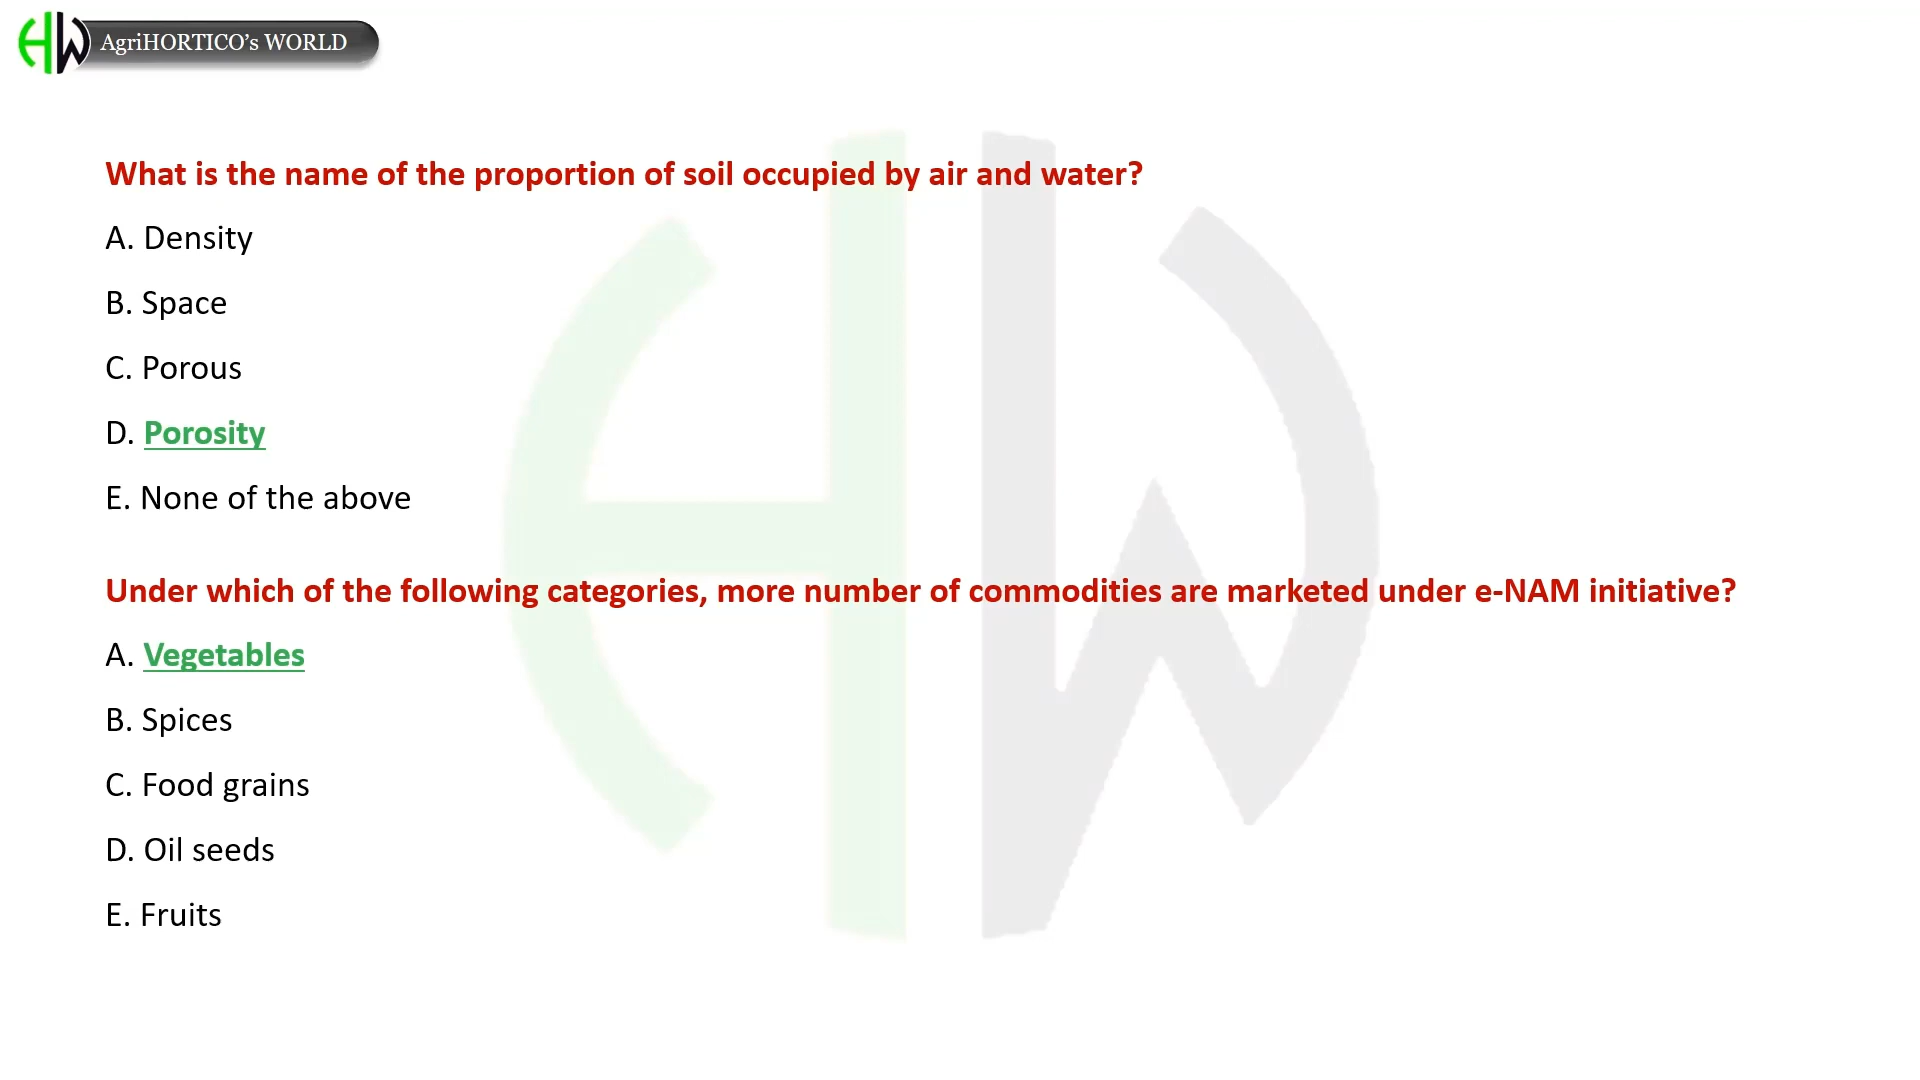 HW AgriHORTICO's WORLD
What is the name of the proportion of soil occupied by air and water?
A. Density
B. Space
C. Porous
D. Porosity
E. None of the above
Under which of the following categories, more number of commodities are marketed under e-NAM initiative?
A. Vegetables
B. Spices
C. Food grains
D. Oil seeds
E. Fruits